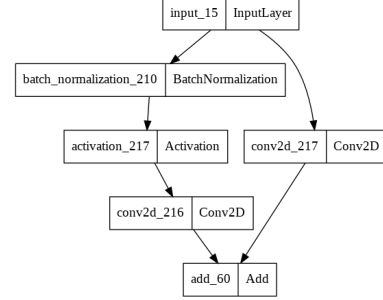 input_15 InputLayer
batch_normalization_210 BatchNormalization
activation_217 Activation
conv2d_217 Conv2D
conv2d_216 Conv2D
add_60 Add